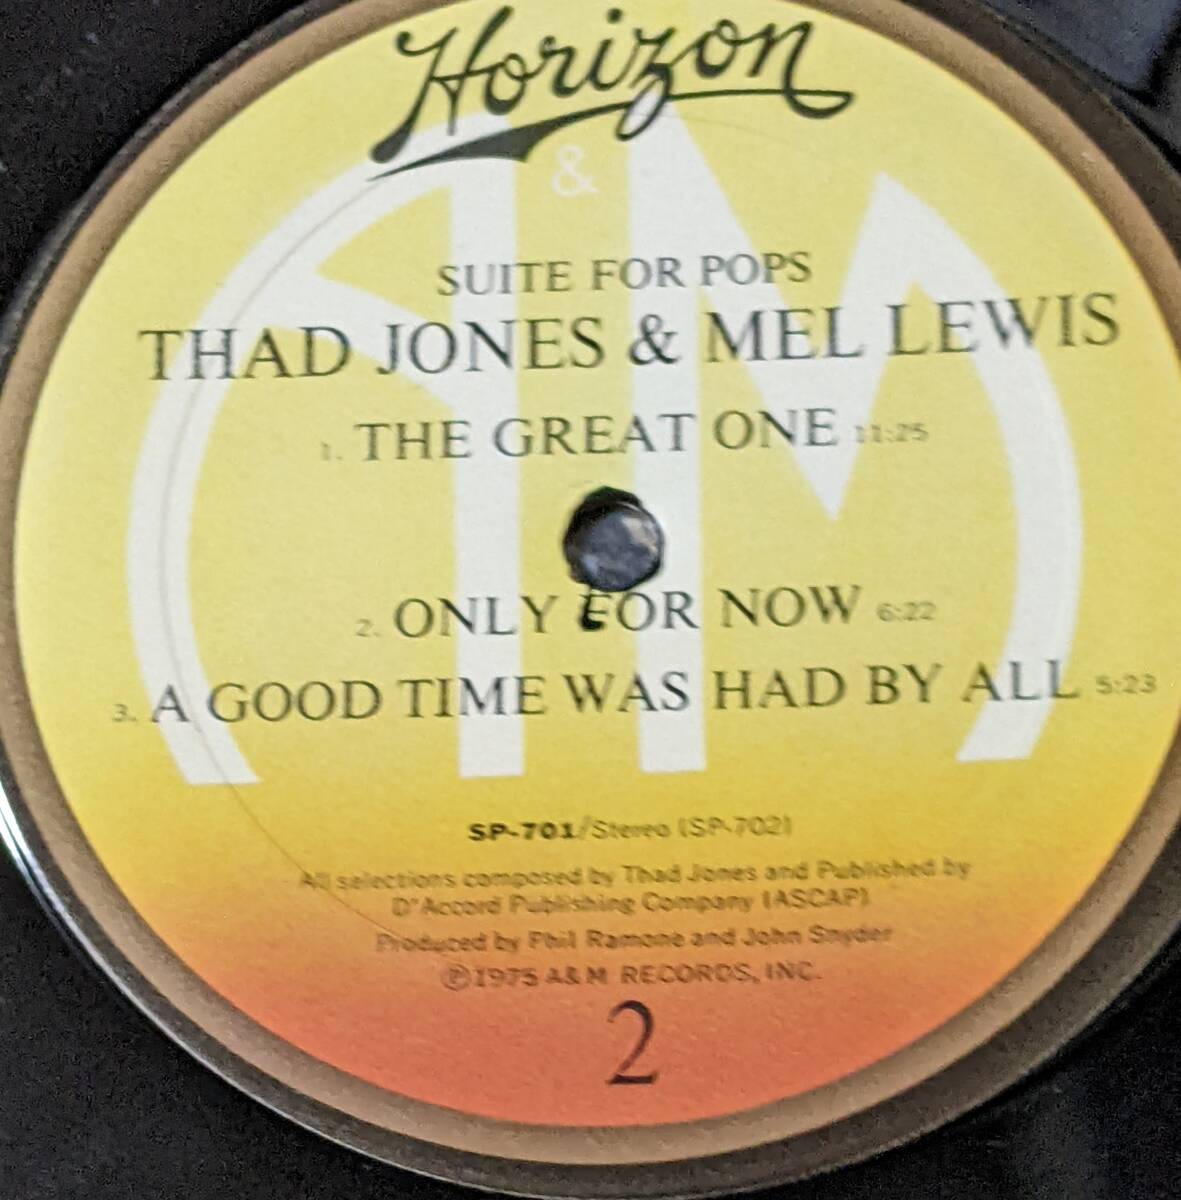 Horizon
&
AM
SUITE FOR POPS
THAD JONES & MEL LEWIS
1. THE GREAT ONE 11:25
2. ONLY FOR NOW 6:22
3. A GOOD TIME WAS HAD BY ALL 5:23
SP-701/Stereo (SP-702)
All selections composed by Thad Jones and Published by
D'Accord Publishing Company (ASCAP)
Produced by Phil Ramone and John Snyder
℗1975 A&M RECORDS, INC.
2